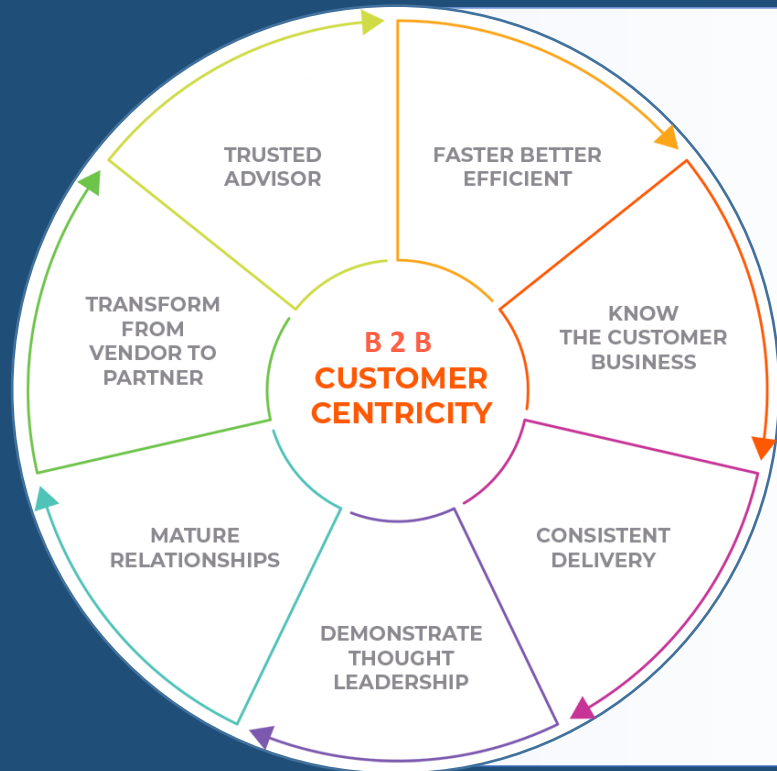 TRUSTED
ADVISOR
FASTER BETTER
EFFICIENT
TRANSFORM
FROM
VENDOR TO
PARTNER
B 2 B
CUSTOMER
CENTRICITY
KNOW
THE CUSTOMER
BUSINESS
MATURE
RELATIONSHIPS
CONSISTENT
DELIVERY
DEMONSTRATE
THOUGHT
LEADERSHIP